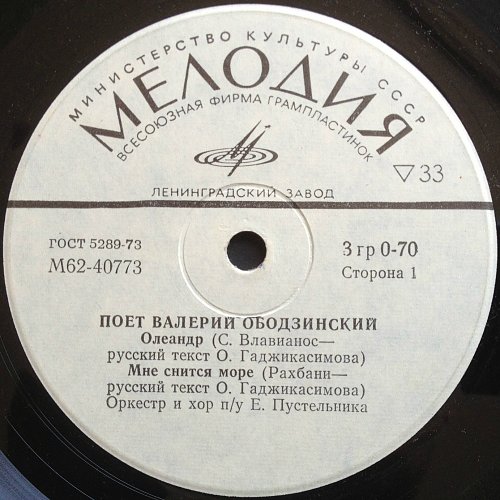 МИНИСТЕРСТВО КУЛЬТУРЫ СССР
МЕЛОДИЯ
ВСЕСОЮЗНАЯ ФИРМА ГРАМПЛАСТИНОК
▽33
ЛЕНИНГРАДСКИЙ ЗАВОД
ГОСТ 5289-73
М62-40773
3 гр 0-70
Сторона 1
ПОЕТ ВАЛЕРИЙ ОБОДЗИНСКИЙ
Олеандр (С. Влавианос—
русский текст О. Гаджикасимова)
Мне снится море (Рахбани—
русский текст О. Гаджикасимова)
Оркестр и хор п/у Е. Пустельника